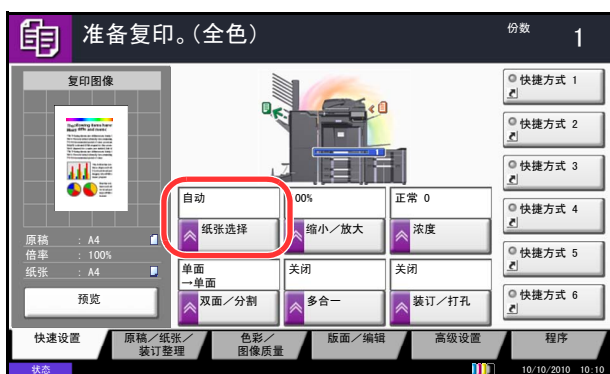 准备复印。(全色)
份数 1
复印图像
原稿 : A4
倍率 : 100%
纸张 : A4
预览
自动
纸张选择
00%
缩小／放大
正常 0
浓度
单面
→单面
双面／分割
关闭
多合一
关闭
装订／打孔
快捷方式 1
快捷方式 2
快捷方式 3
快捷方式 4
快捷方式 5
快捷方式 6
快速设置
原稿／纸张／
装订整理
色彩／
图像质量
版面／编辑
高级设置
程序
状态
10/10/2010 10:10